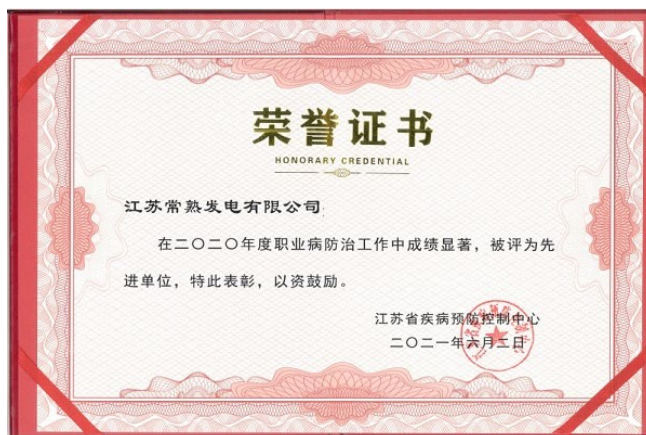 荣誉证书
HONORARY CREDENTIAL
江苏常熟发电有限公司:
在二〇二〇年度职业病防治工作中成绩显著，被评为先
进单位，特此表彰，以资鼓励。
江苏省疾病预防控制中心
二〇二一年六月二日